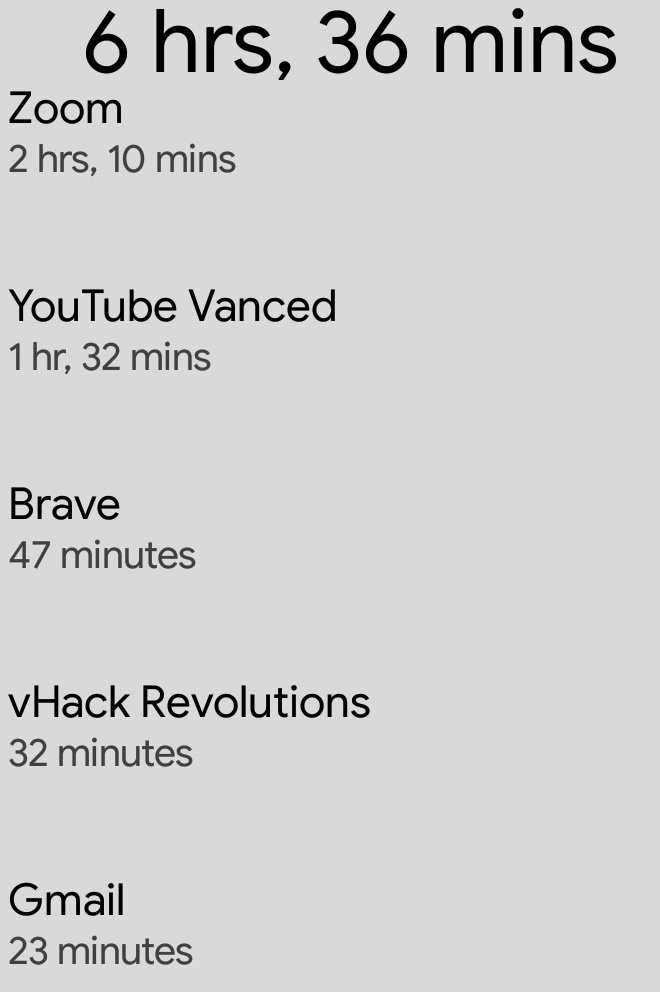 6 hrs, 36 mins
Zoom
2 hrs, 10 mins
YouTube Vanced
1 hr, 32 mins
Brave
47 minutes
vHack Revolutions
32 minutes
Gmail
23 minutes